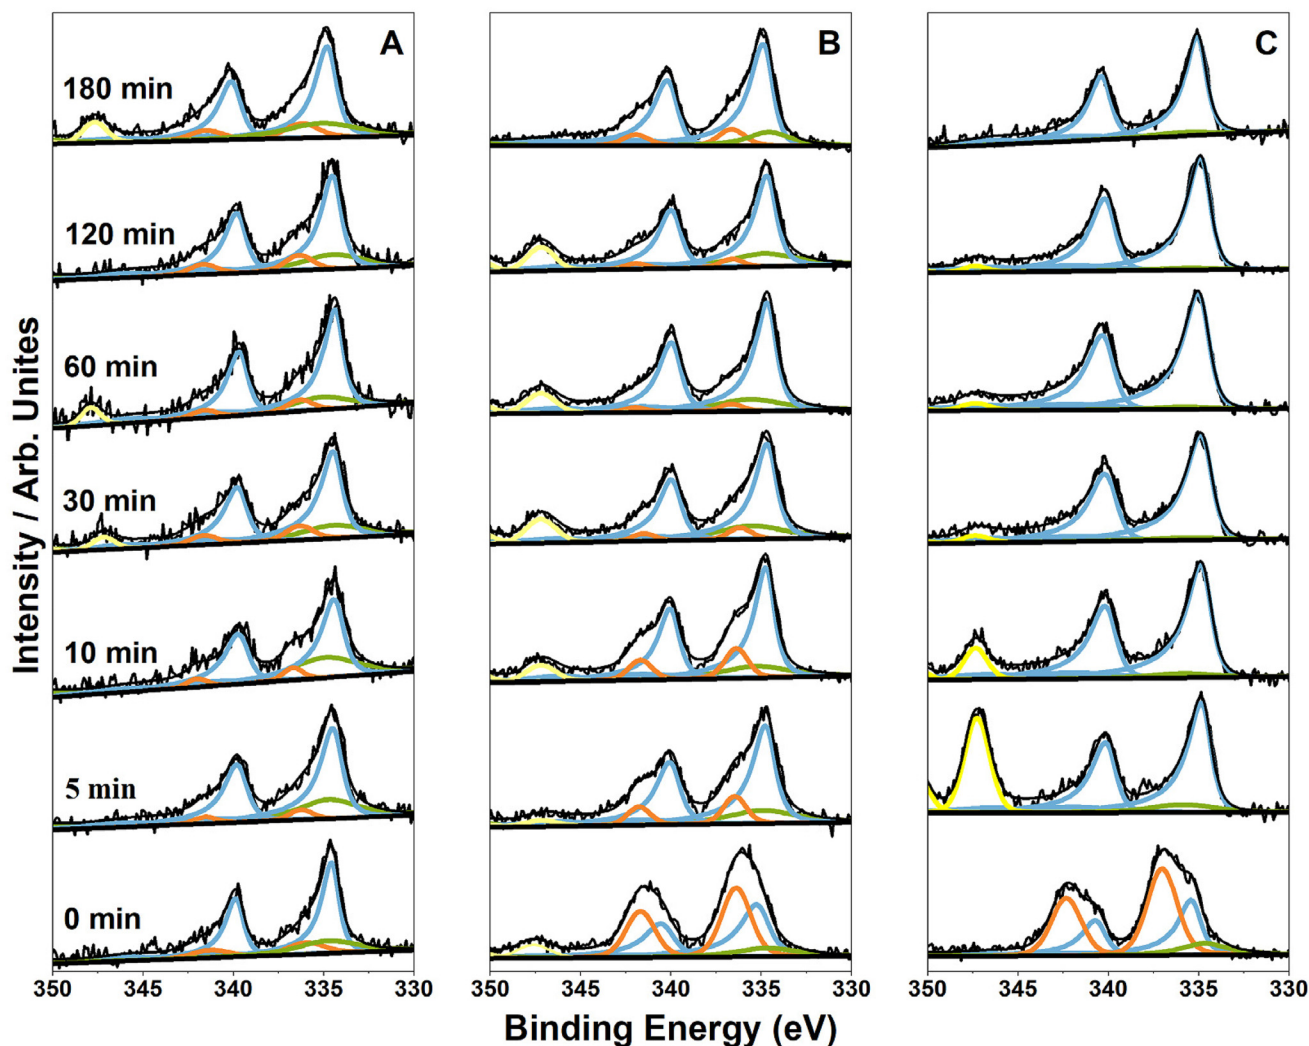 A B C
180 min
120 min
60 min
30 min
10 min
5 min
0 min
Intensity / Arb. Unites
350 345 340 335 330 350 345 340 335 330 350 345 340 335 330
Binding Energy (eV)